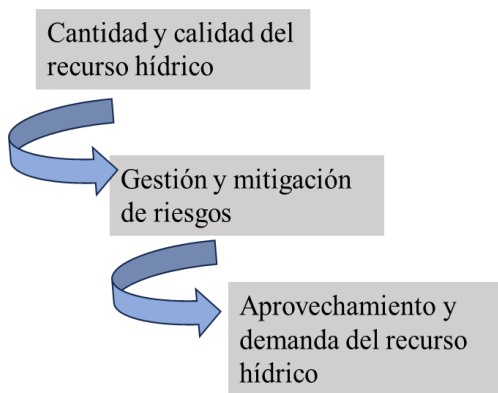 Cantidad y calidad del
recurso hídrico
Gestión y mitigación
de riesgos
Aprovechamiento y
demanda del recurso
hídrico